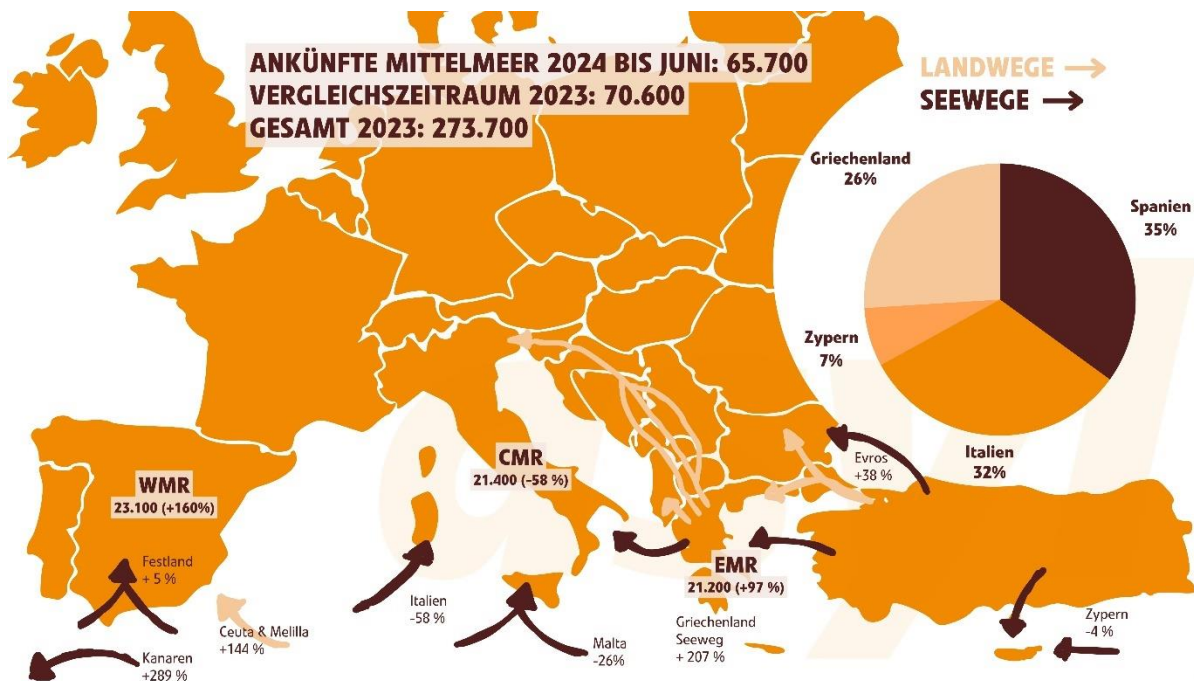 ANKÜNFTE MITTELMEER 2024 BIS JUNI: 65.700
VERGLEICHSZEITRAUM 2023: 70.600
GESAMT 2023: 273.700
LANDWEGE
SEEWEGE
Griechenland
26%
Spanien
35%
Zypern
7%
Italien
32%
WMR
23.100 (+160%)
Festland
+ 5 %
Ceuta & Melilla
+144 %
Kanaren
+289 %
CMR
21.400 (-58 %)
Italien
-58 %
Malta
-26%
Evros
+38 %
EMR
21.200 (+97 %)
Griechenland
Seeweg
+ 207 %
Zypern
-4 %